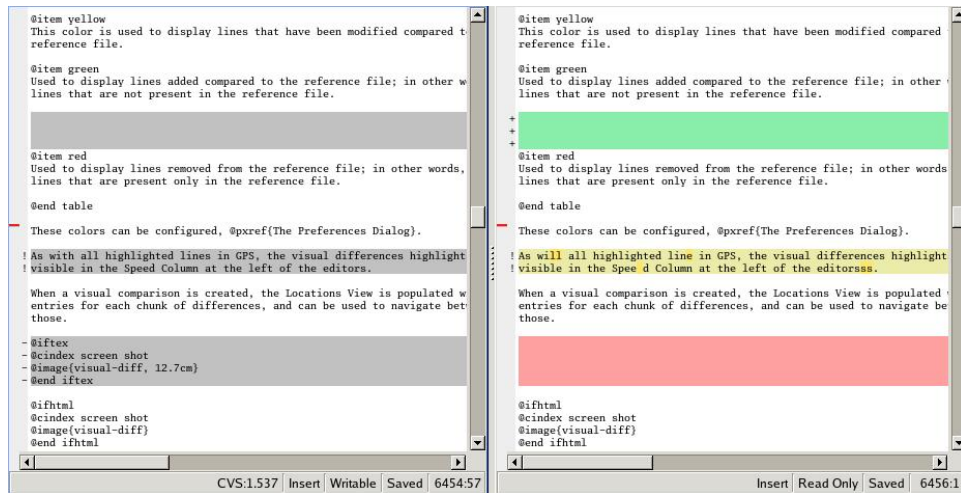 @item yellow
This color is used to display lines that have been modified compared t
reference file.
@item green
Used to display lines added compared to the reference file; in other w
lines that are not present in the reference file.
@item red
Used to display lines removed from the reference file; in other words,
lines that are present only in the reference file.
@end table
These colors can be configured, @pxref{The Preferences Dialog}.
! As with all highlighted lines in GPS, the visual differences highlight
! visible in the Speed Column at the left of the editors.
When a visual comparison is created, the Locations View is populated w
entries for each chunk of differences, and can be used to navigate bet
those.
- @iftex
- @cindex screen shot
- @image{visual-diff, 12.7cm}
- @end iftex
@ifhtml
@cindex screen shot
@image{visual-diff}
@end ifhtml
CVS:1.537 Insert Writable Saved 6454:57
@item yellow
This color is used to display lines that have been modified compared
reference file.
@item green
Used to display lines added compared to the reference file; in other
lines that are not present in the reference file.
+
+
+
@item red
Used to display lines removed from the reference file; in other words
lines that are present only in the reference file.
@end table
These colors can be configured, @pxref{The Preferences Dialog}.
! As will all highlighted line in GPS, the visual differences highlight
! visible in the Spee d Column at the left of the editorsss.
When a visual comparison is created, the Locations View is populated
entries for each chunk of differences, and can be used to navigate be
those.
@ifhtml
@cindex screen shot
@image{visual-diff}
@end ifhtml
Insert Read Only Saved 6456:1